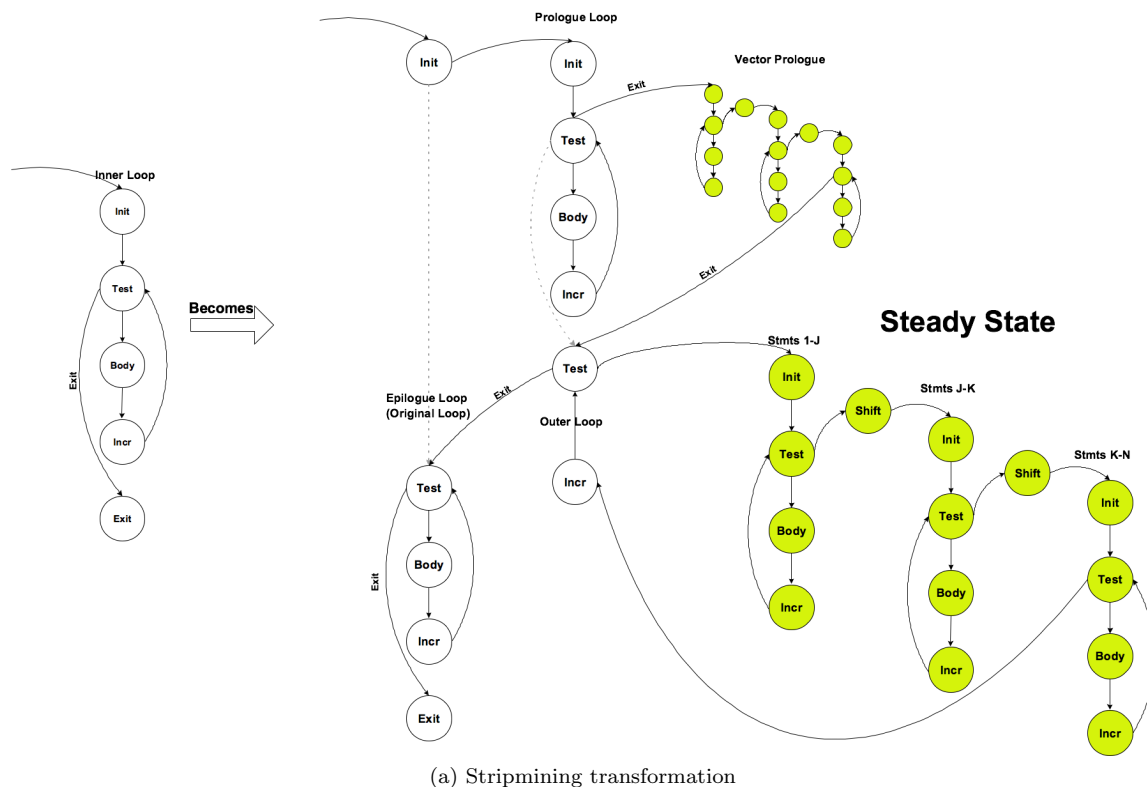 Inner Loop
Init
Test
Body
Incr
Exit
Exit
Becomes
Prologue Loop
Init
Init
Test
Body
Incr
Exit
Vector Prologue
Exit
Test
Outer Loop
Incr
Exit
Epilogue Loop
(Original Loop)
Test
Body
Incr
Exit
Exit
Steady State
Stmts 1-J
Init
Test
Body
Incr
Shift
Stmts J-K
Init
Test
Body
Incr
Shift
Stmts K-N
Init
Test
Body
Incr
(a) Stripmining transformation